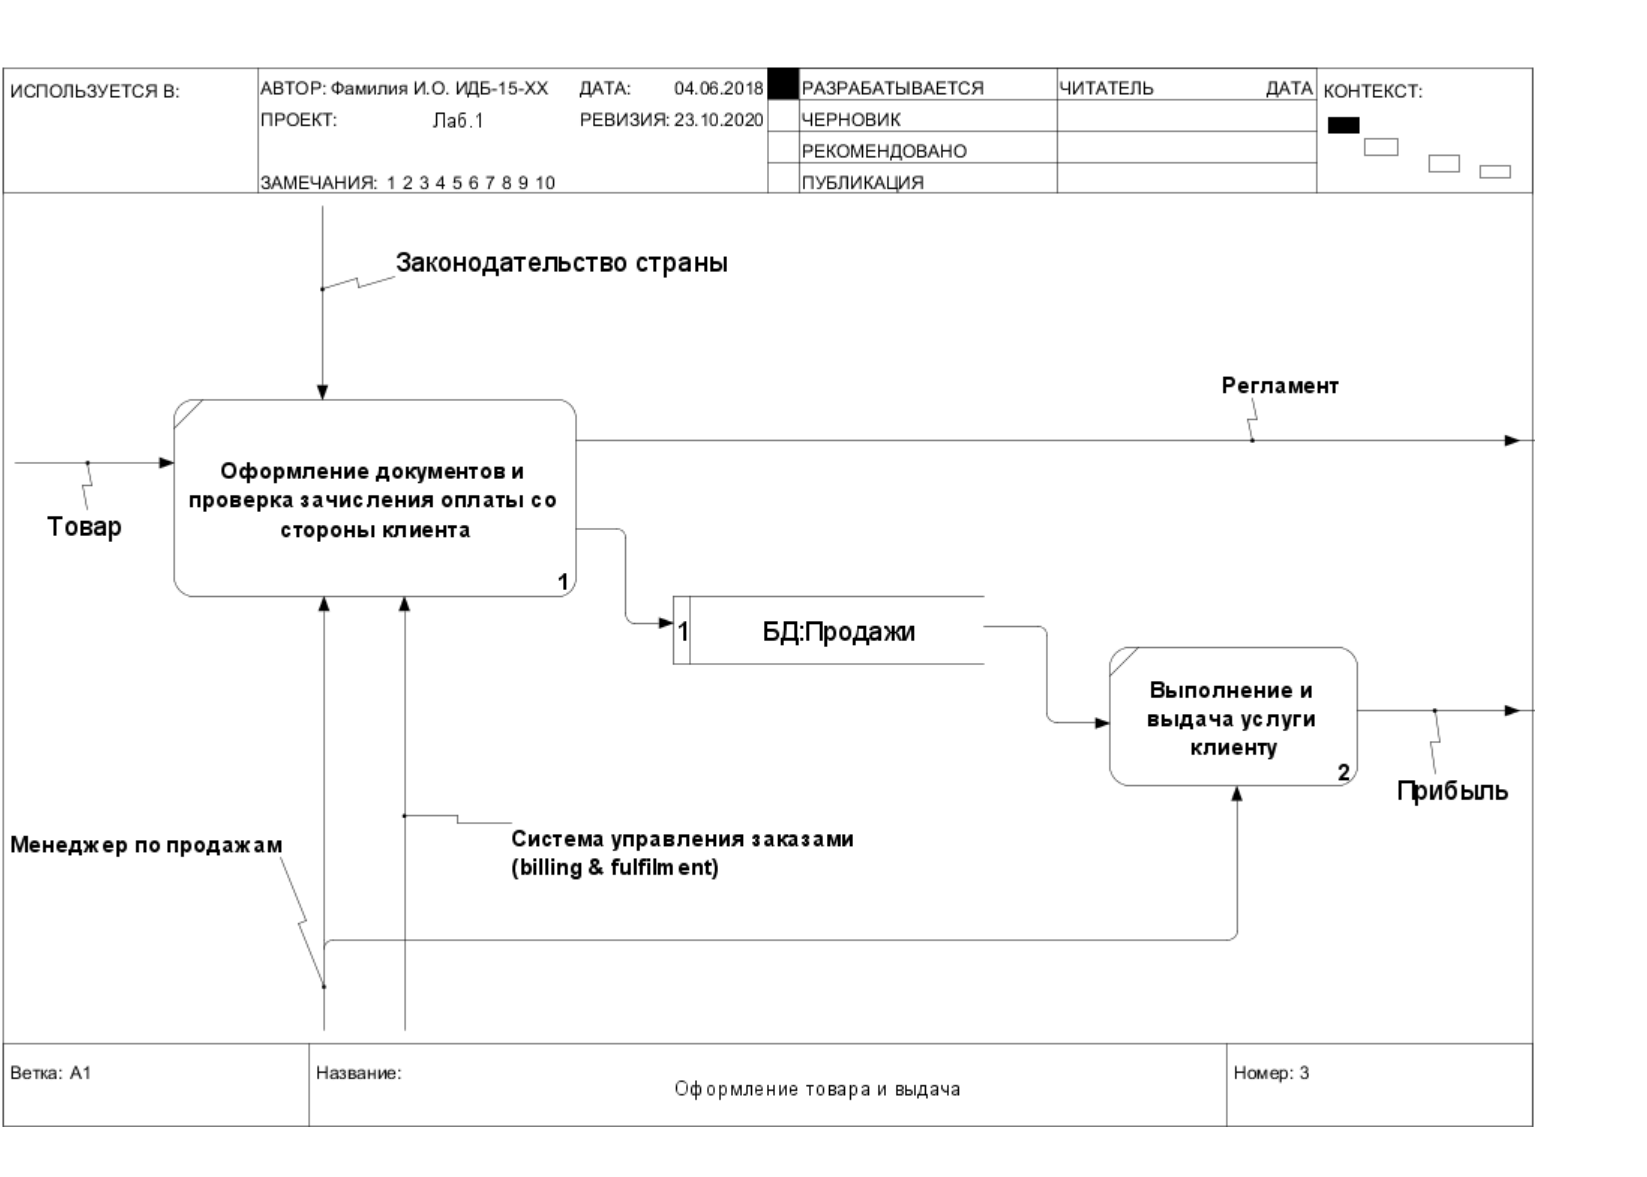 ИСПОЛЬЗУЕТСЯ В:
АВТОР: Фамилия И.О. ИДБ-15-ХХ
ДАТА: 04.06.2018
ПРОЕКТ: Лаб.1
РЕВИЗИЯ: 23.10.2020
ЗАМЕЧАНИЯ: 1 2 3 4 5 6 7 8 9 10
РАЗРАБАТЫВАЕТСЯ
ЧЕРНОВИК
РЕКОМЕНДОВАНО
ПУБЛИКАЦИЯ
ЧИТАТЕЛЬ ДАТА
КОНТЕКСТ:
Законодательство страны
Регламент
Оформление документов и
проверка зачисления оплаты со
стороны клиента
1
Товар
1 БД:Продажи
Выполнение и
выдача услуги
клиенту
2
Прибыль
Менеджер по продажам
Система управления заказами
(billing & fulfilment)
Ветка: А1
Название:
Оформление товара и выдача
Номер: 3